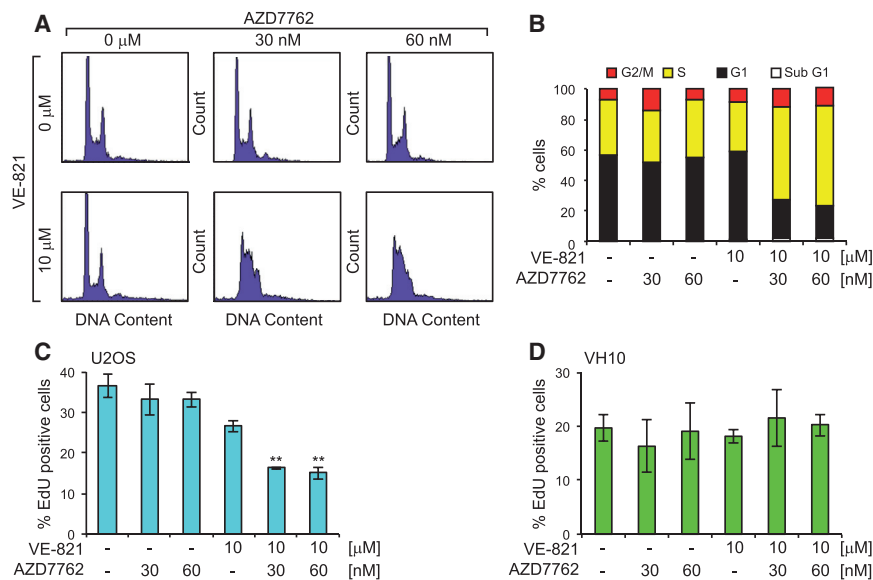 A
AZD7762
0 μM 30 nM 60 nM
VE-821
0 μM
Count
Count
10 μM
Count
Count
DNA Content DNA Content DNA Content
B
G2/M S G1 Sub G1
% cells
100
80
60
40
20
0
VE-821 - - - 10 10 10 [μM]
AZD7762 - 30 60 - 30 60 [nM]
C
U2OS
% EdU positive cells
40
30
20
10
0
** **
VE-821 - - - 10 10 10 [μM]
AZD7762 - 30 60 - 30 60 [nM]
D
VH10
% EdU positive cells
30
20
10
0
VE-821 - - - 10 10 10 [μM]
AZD7762 - 30 60 - 30 60 [nM]